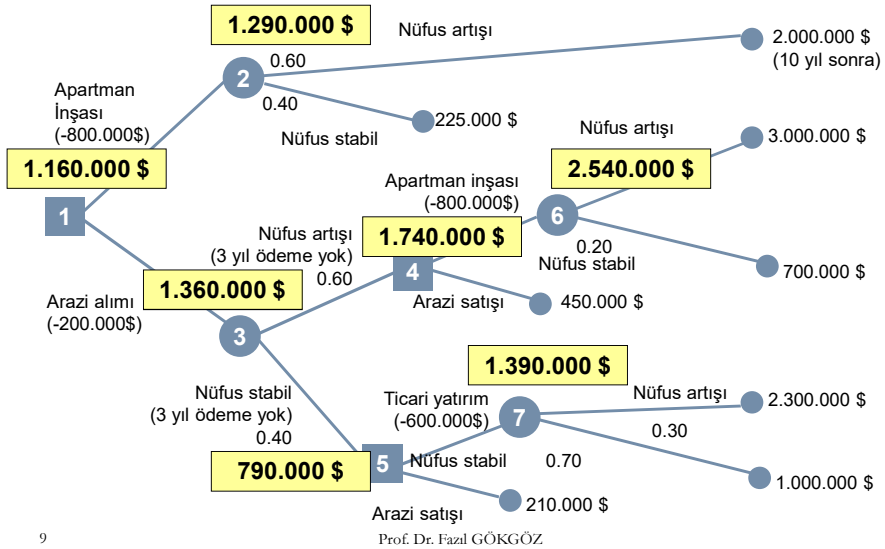 1.290.000 $
Nüfus artışı
2.000.000 $
(10 yıl sonra)
0.60
2
0.40
Apartman
İnşası
(-800.000$)
225.000 $
Nüfus stabil
Nüfus artışı
3.000.000 $
1.160.000 $
2.540.000 $
Apartman inşası
(-800.000$)
1
6
Nüfus artışı
(3 yıl ödeme yok)
0.60
1.740.000 $
0.20
Nüfus stabil
4
700.000 $
Arazi alımı
(-200.000$)
1.360.000 $
Arazi satışı
450.000 $
3
1.390.000 $
Nüfus stabil
(3 yıl ödeme yok)
0.40
Ticari yatırım
(-600.000$)
Nüfus artışı
2.300.000 $
7
0.30
790.000 $
5
Nüfus stabil
0.70
1.000.000 $
210.000 $
Arazi satışı
9
Prof. Dr. Fazıl GÖKGÖZ